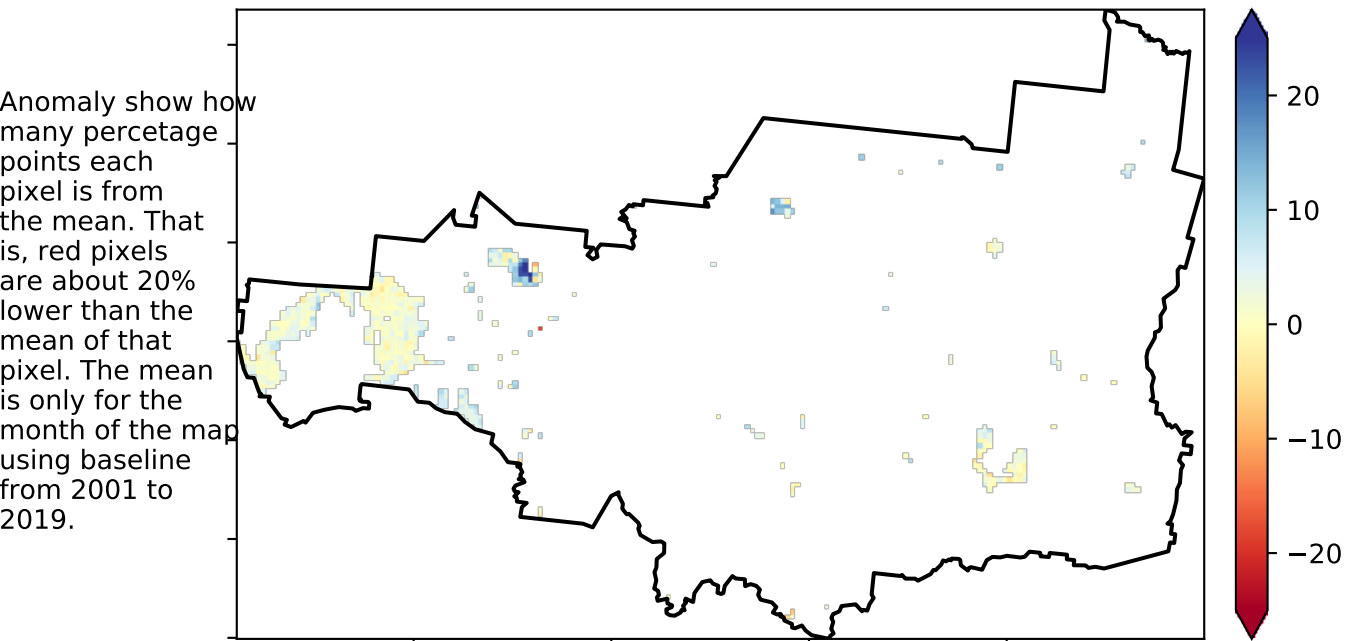 Anomaly show how
many percetage
points each
pixel is from
the mean. That
is, red pixels
are about 20%
lower than the
mean of that
pixel. The mean
is only for the
month of the map
using baseline
from 2001 to
2019.
20
10
0
−10
−20